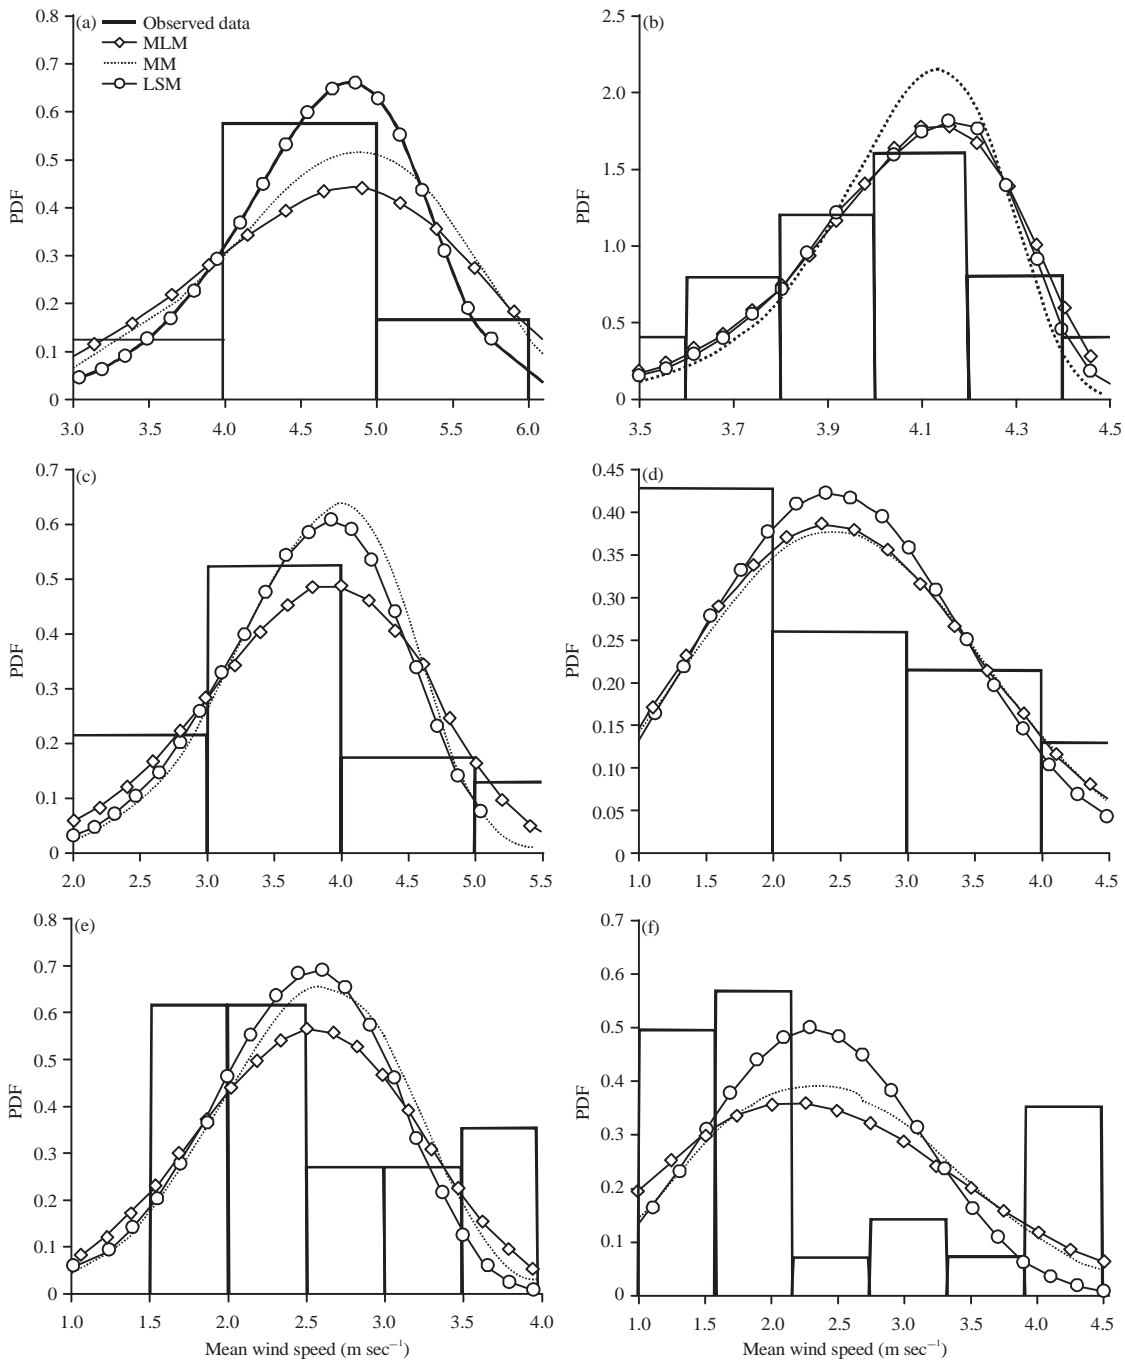 (a)
Observed data
MLM
MM
LSM
0.8
0.7
0.6
0.5
0.4
0.3
0.2
0.1
0
PDF
3.0 3.5 4.0 4.5 5.0 5.5 6.0
(b)
2.5
2.0
1.5
1.0
0.5
0
PDF
3.5 3.7 3.9 4.1 4.3 4.5
(c)
0.7
0.6
0.5
0.4
0.3
0.2
0.1
0
PDF
2.0 2.5 3.0 3.5 4.0 4.5 5.0 5.5
(d)
0.45
0.40
0.35
0.30
0.25
0.20
0.15
0.10
0.05
0
PDF
1.0 1.5 2.0 2.5 3.0 3.5 4.0 4.5
(e)
0.8
0.7
0.6
0.5
0.4
0.3
0.2
0.1
0
PDF
1.0 1.5 2.0 2.5 3.0 3.5 4.0
Mean wind speed (m sec⁻¹)
(f)
0.7
0.6
0.5
0.4
0.3
0.2
0.1
0
PDF
1.0 1.5 2.0 2.5 3.0 3.5 4.0 4.5
Mean wind speed (m sec⁻¹)